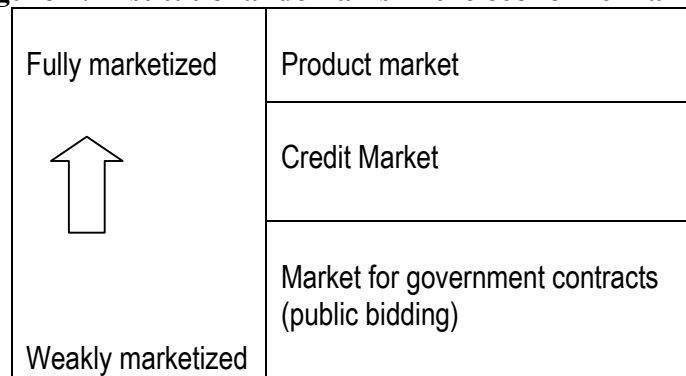 Fully marketized
Product market
Credit Market
Market for government contracts
(public bidding)
Weakly marketized